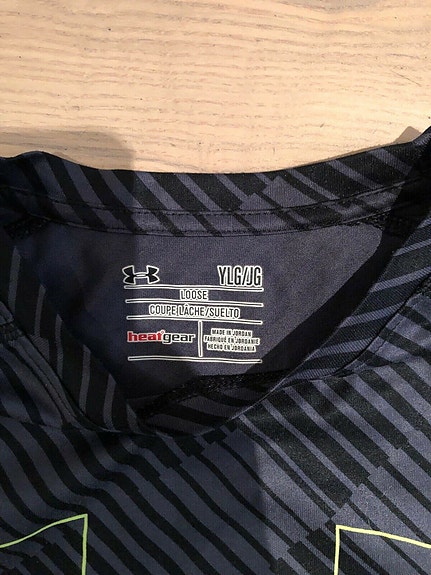 YLG/JG
LOOSE
COUPE LÂCHE/SUELTO
heatgear
MADE IN JORDAN
FABRIQUÉ EN JORDANIE
HECHO EN JORDANIA